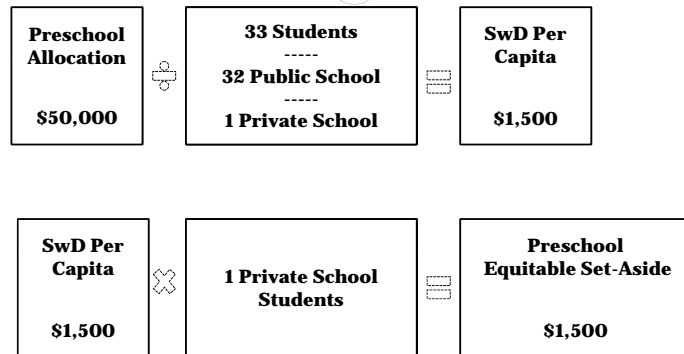 Preschool
Allocation
$50,000
33 Students
-----
32 Public School
-----
1 Private School
SwD Per
Capita
$1,500
SwD Per
Capita
$1,500
1 Private School
Students
Preschool
Equitable Set-Aside
$1,500